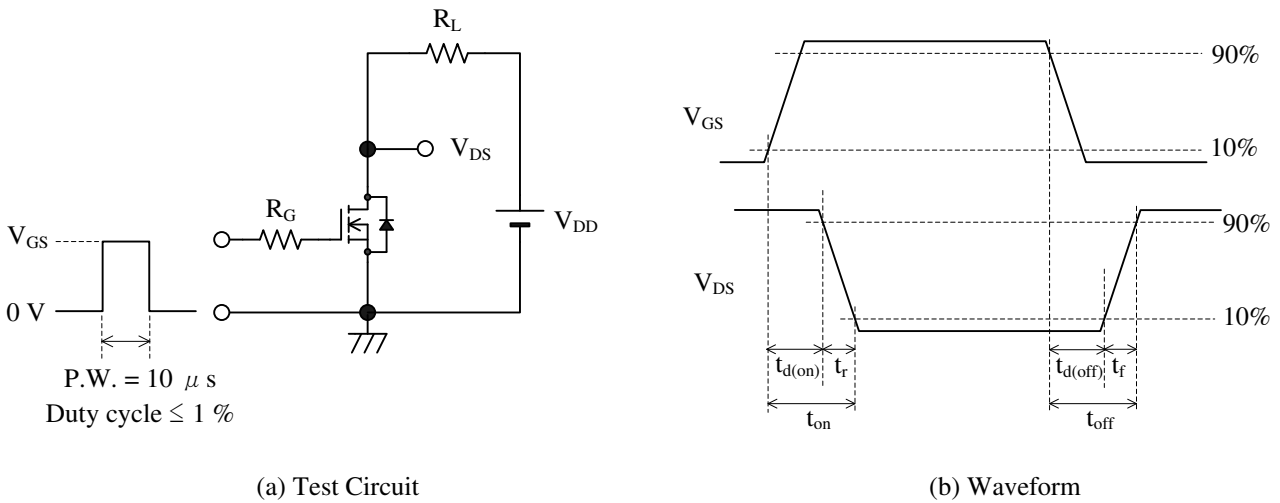 R_L
V_DS
R_G
V_DD
V_GS
0 V
P.W. = 10 μ s
Duty cycle ≤ 1 %
(a) Test Circuit
90%
V_GS
10%
90%
V_DS
10%
t_d(on) t_r t_d(off) t_f
t_on t_off
(b) Waveform